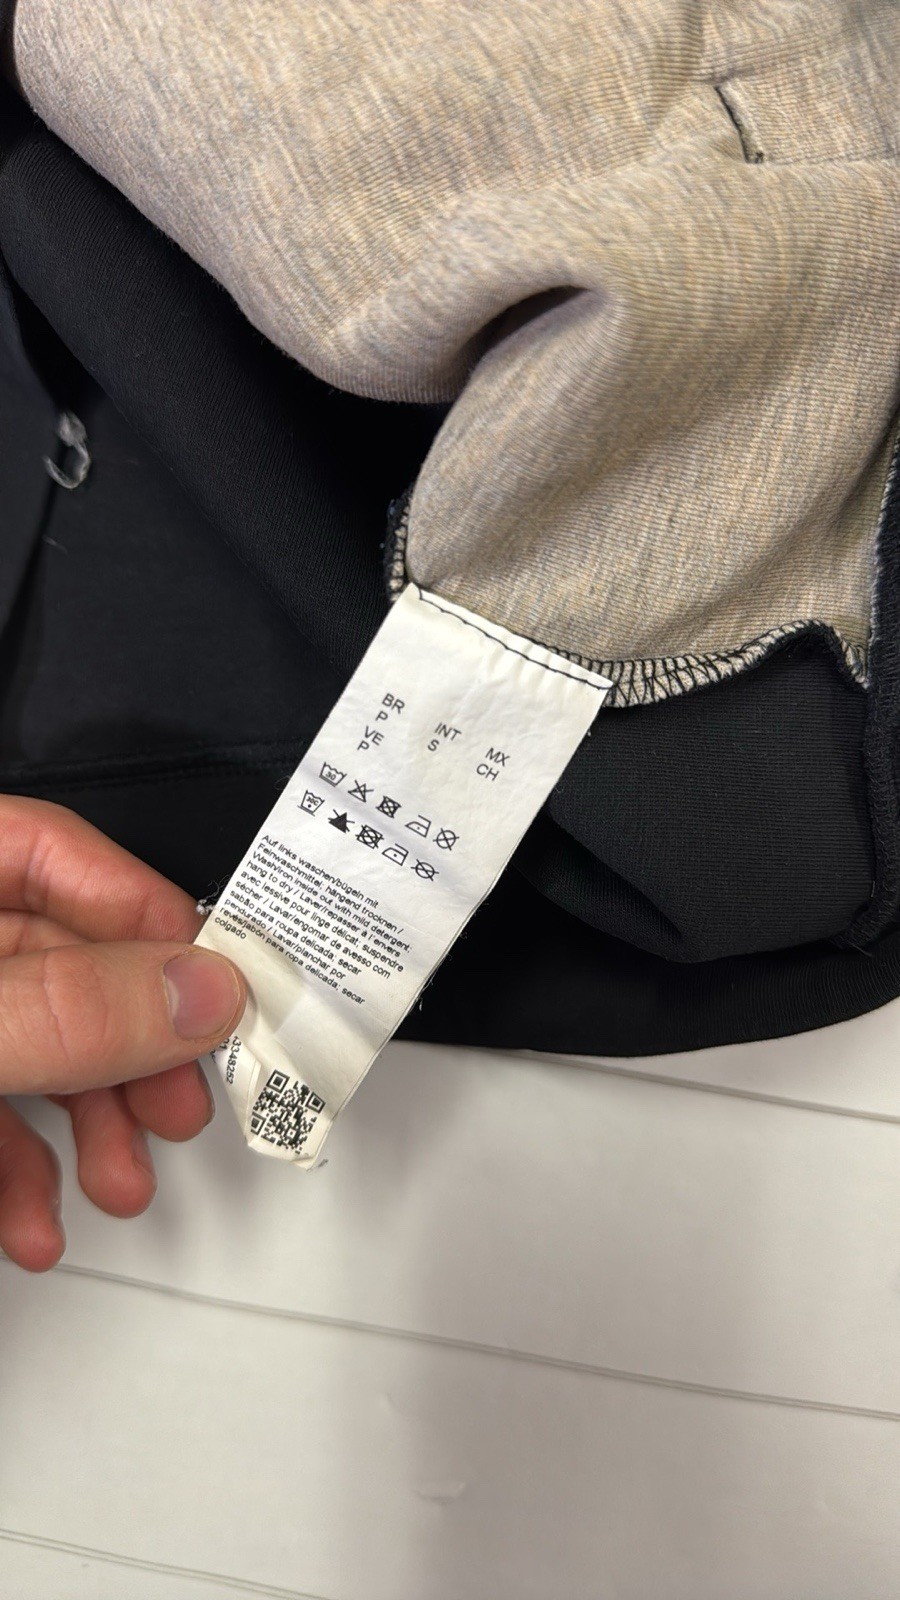 BR
P
INT
S
MX
CH
VE
P
30
30C
Auf links waschen/bügeln mit
Feinwaschmittel, hängend trocknen /
Wash/iron inside out with mild detergent,
hang to dry / Laver/repasser à l'envers
avec lessive pour linge délicat; suspendre
sécher / Lavar/engomar de avesso com
sabão para roupa delicada; secar
pendurado / Lavar/planchar por
revés/jabón para ropa delicada; secar
colgado
3348252